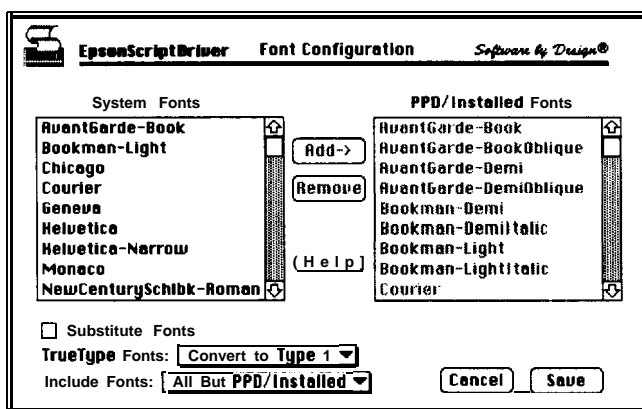 EpsonScriptDriver Font Configuration Software by Design®
System Fonts
AvantGarde-Book
Bookman-Light
Chicago
Courier
Geneva
Helvetica
Helvetica-Narrow
Monaco
NewCenturySchlbk-Roman
Add->
Remove
(Help]
PPD/Installed Fonts
AvantGarde-Book
AvantGarde-BookOblique
AvantGarde-Demi
AvantGarde-DemiOblique
Bookman-Demi
Bookman-DemiItalic
Bookman-Light
Bookman-LightItalic
Courier
Substitute Fonts
TrueType Fonts: Convert to Type 1
Include Fonts: All But PPD/Installed
Cancel Save